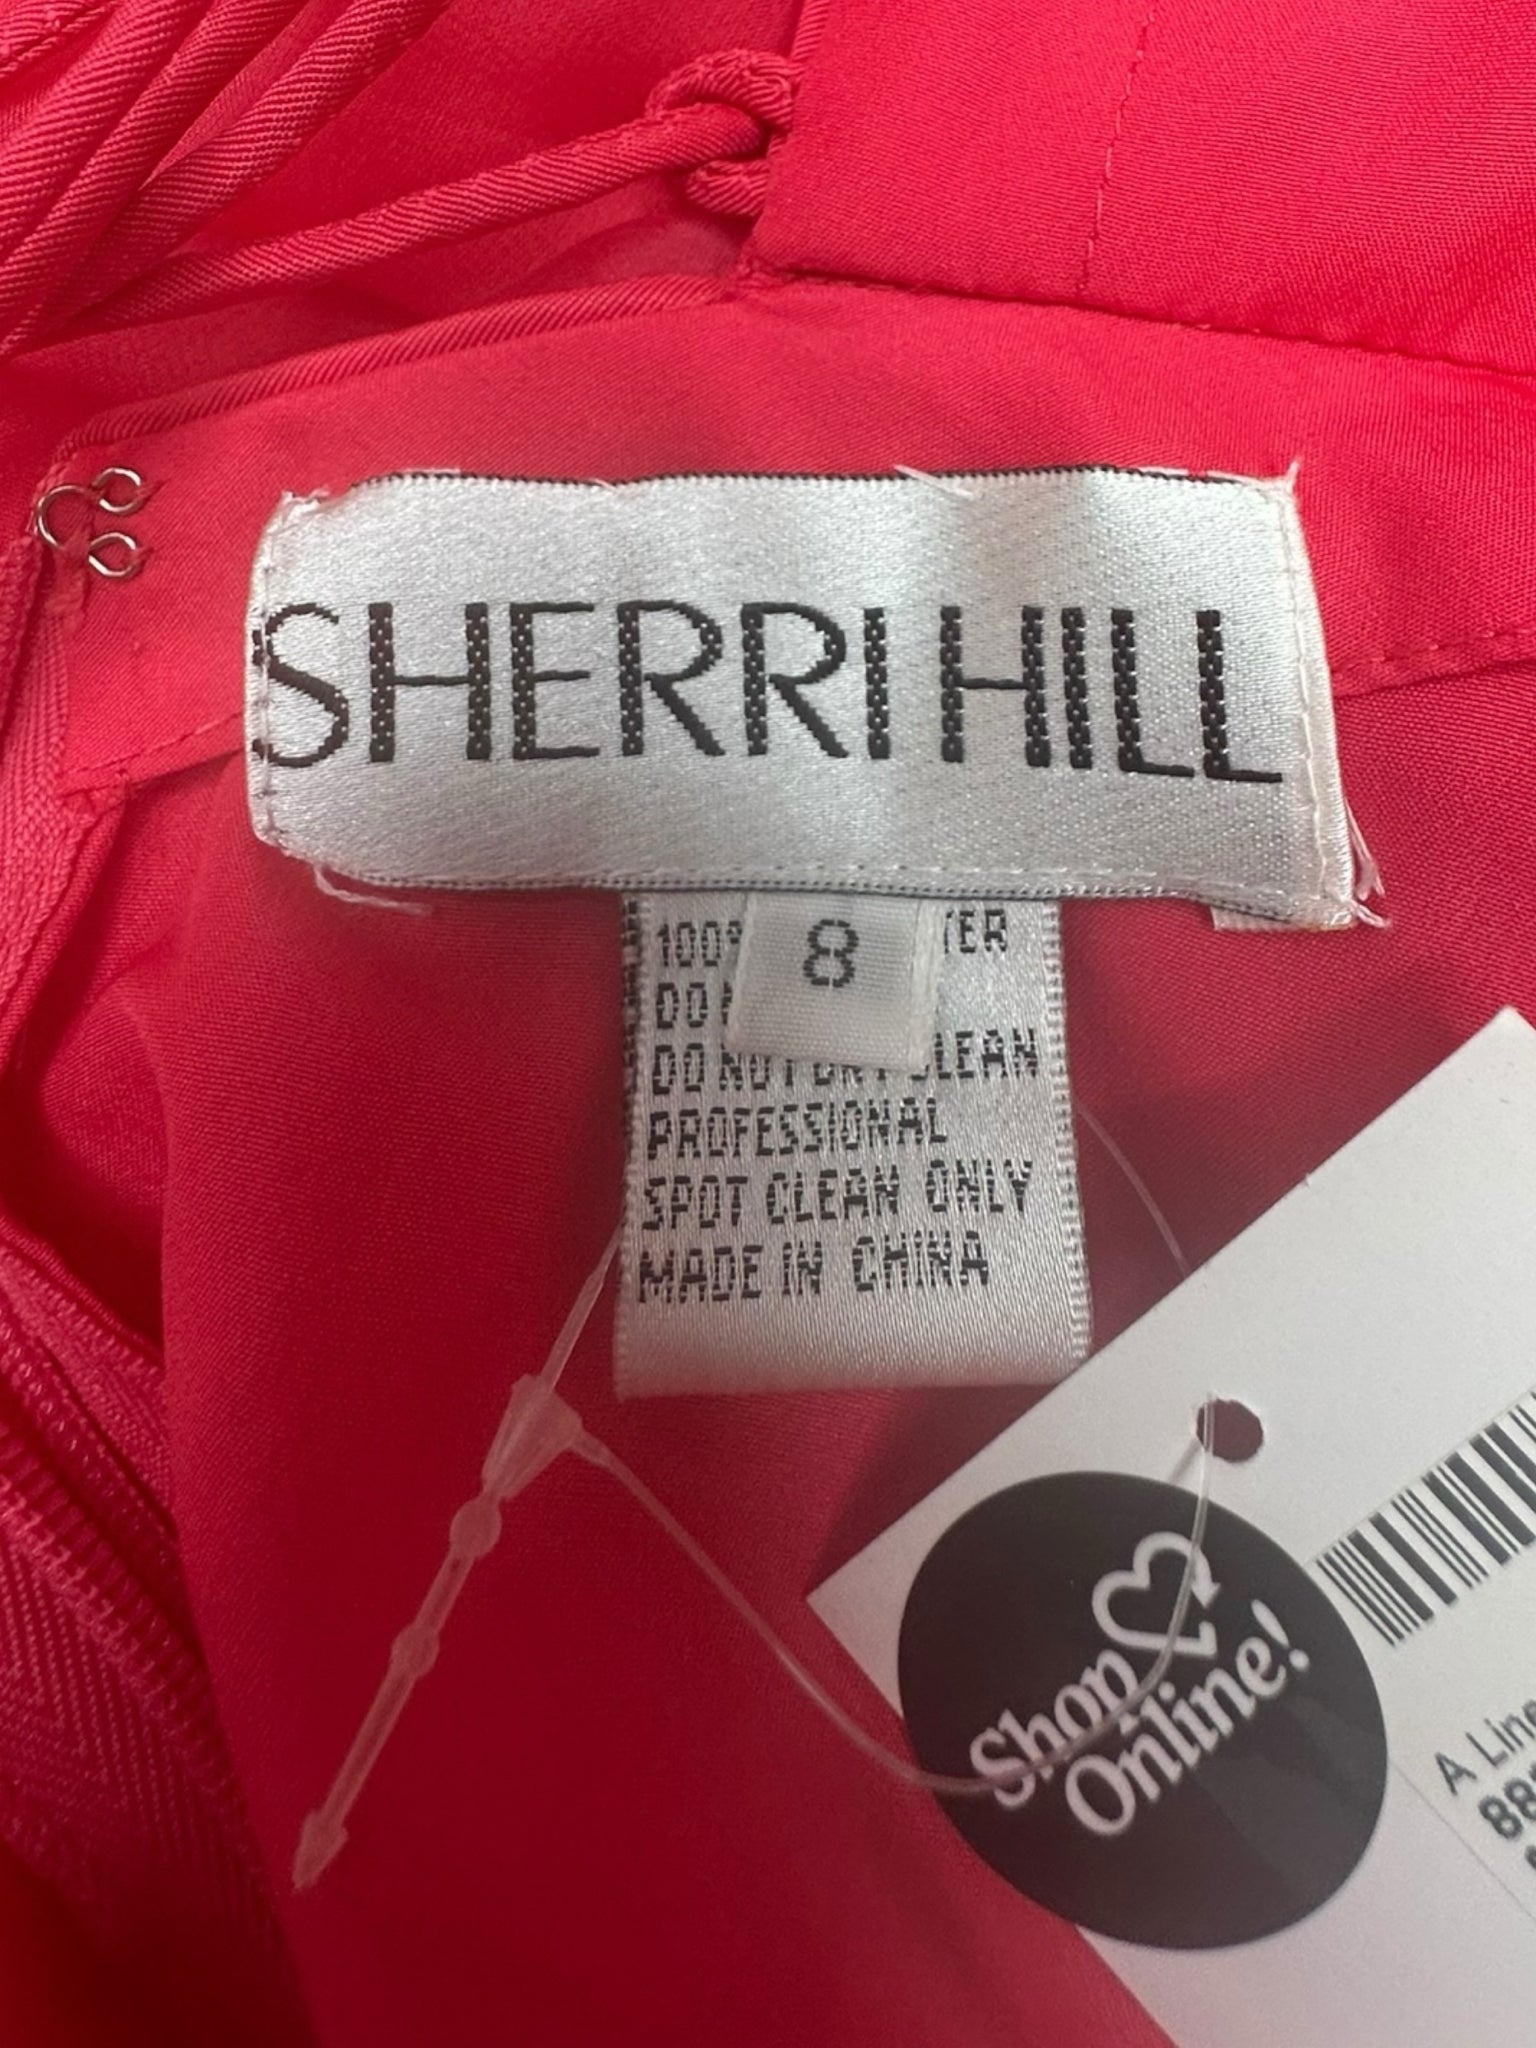 SHERRI HILL
8
DO NOT DRY CLEAN
PROFESSIONAL
SPOT CLEAN ONLY
MADE IN CHINA
Shop
Online!
A